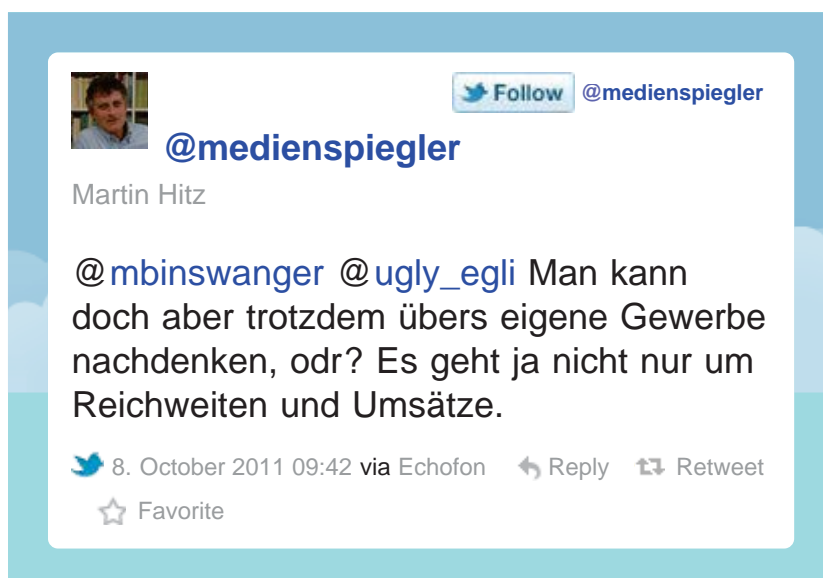 Follow @medienspiegler
@medienspiegler
Martin Hitz
@mbinswanger @ugly_egli Man kann
doch aber trotzdem übers eigene Gewerbe
nachdenken, odr? Es geht ja nicht nur um
Reichweiten und Umsätze.
8. October 2011 09:42 via Echofon Reply Retweet
Favorite